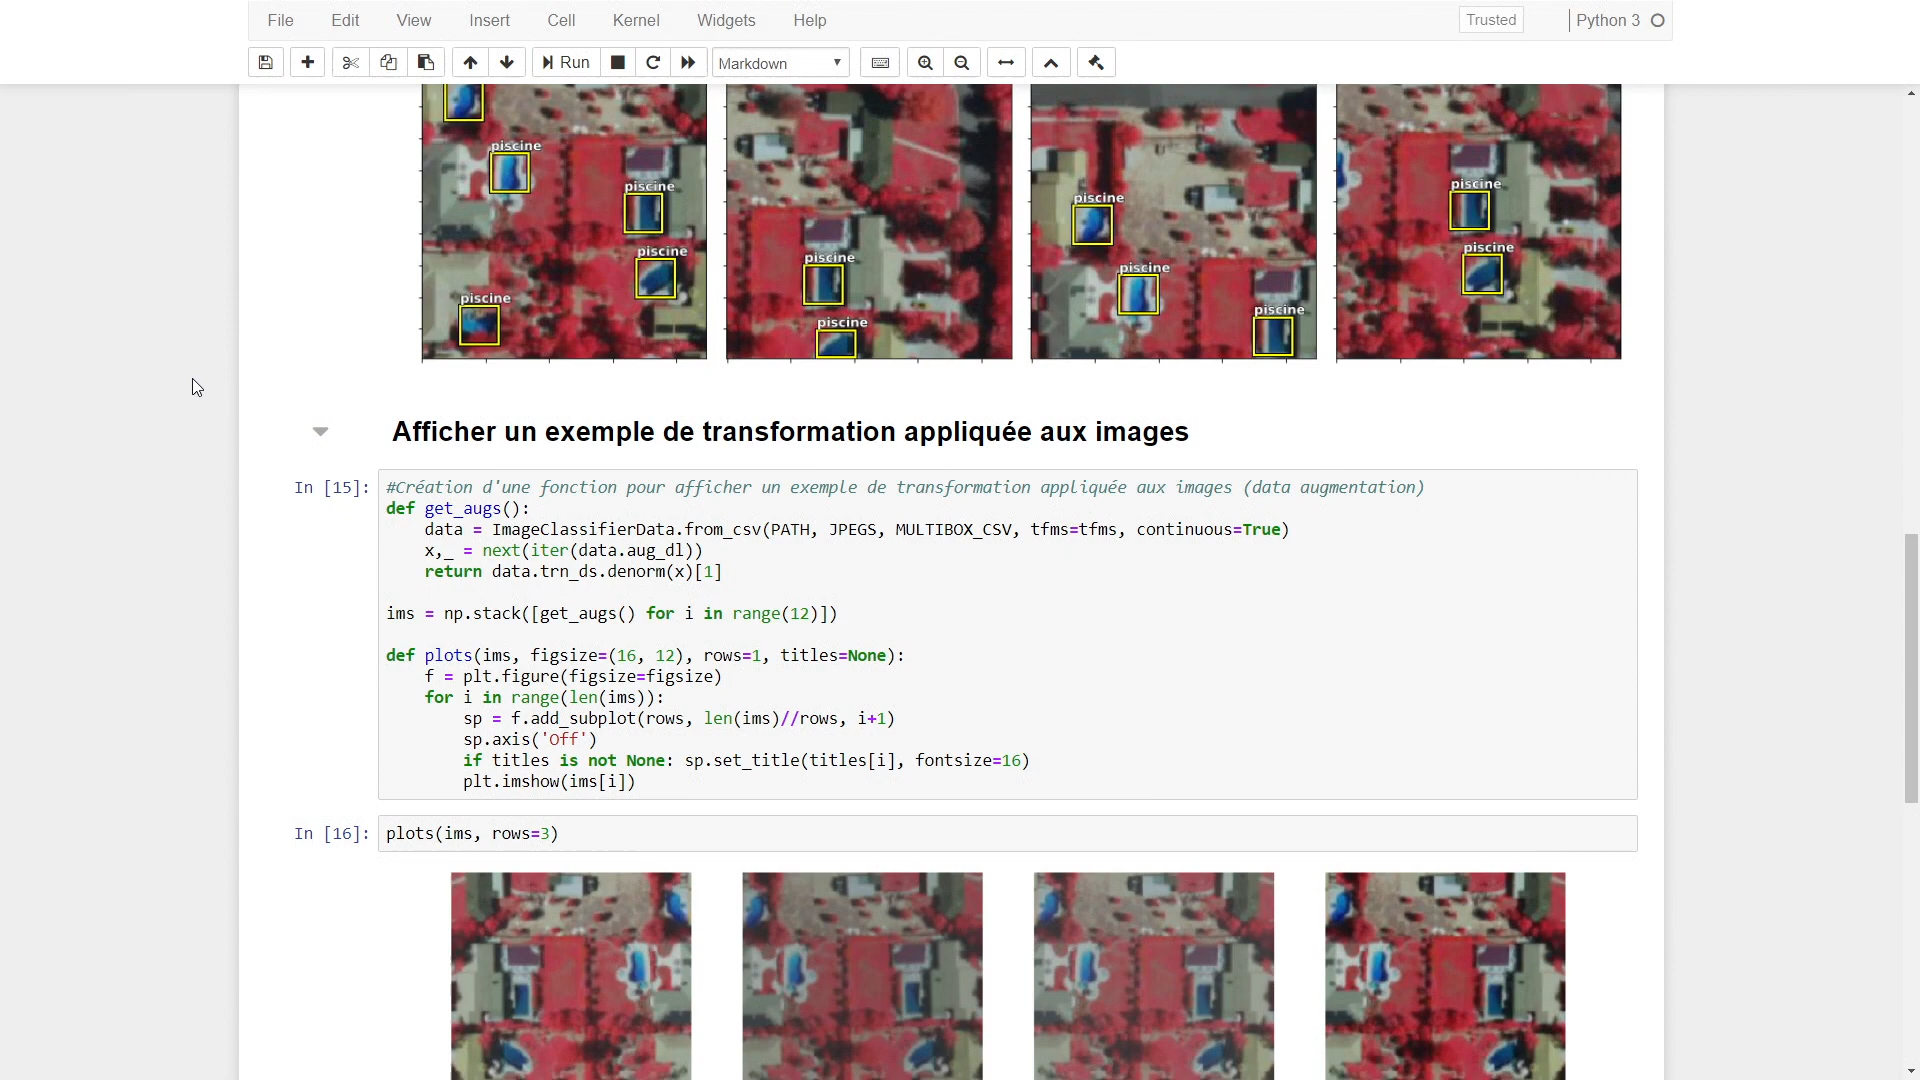 File Edit View Insert Cell Kernel Widgets Help Trusted Python 3
Run Markdown
piscine
piscine
piscine
piscine
piscine
piscine
piscine
piscine
piscine
piscine
piscine
Afficher un exemple de transformation appliquée aux images
In [15]:
#Création d'une fonction pour afficher un exemple de transformation appliquée aux images (data augmentation)
def get_augs():
    data = ImageClassifierData.from_csv(PATH, JPEGS, MULTIBOX_CSV, tfms=tfms, continuous=True)
    x,_ = next(iter(data.aug_dl))
    return data.trn_ds.denorm(x)[1]
ims = np.stack([get_augs() for i in range(12)])
def plots(ims, figsize=(16, 12), rows=1, titles=None):
    f = plt.figure(figsize=figsize)
    for i in range(len(ims)):
        sp = f.add_subplot(rows, len(ims)//rows, i+1)
        sp.axis('Off')
        if titles is not None: sp.set_title(titles[i], fontsize=16)
        plt.imshow(ims[i])
In [16]:
plots(ims, rows=3)